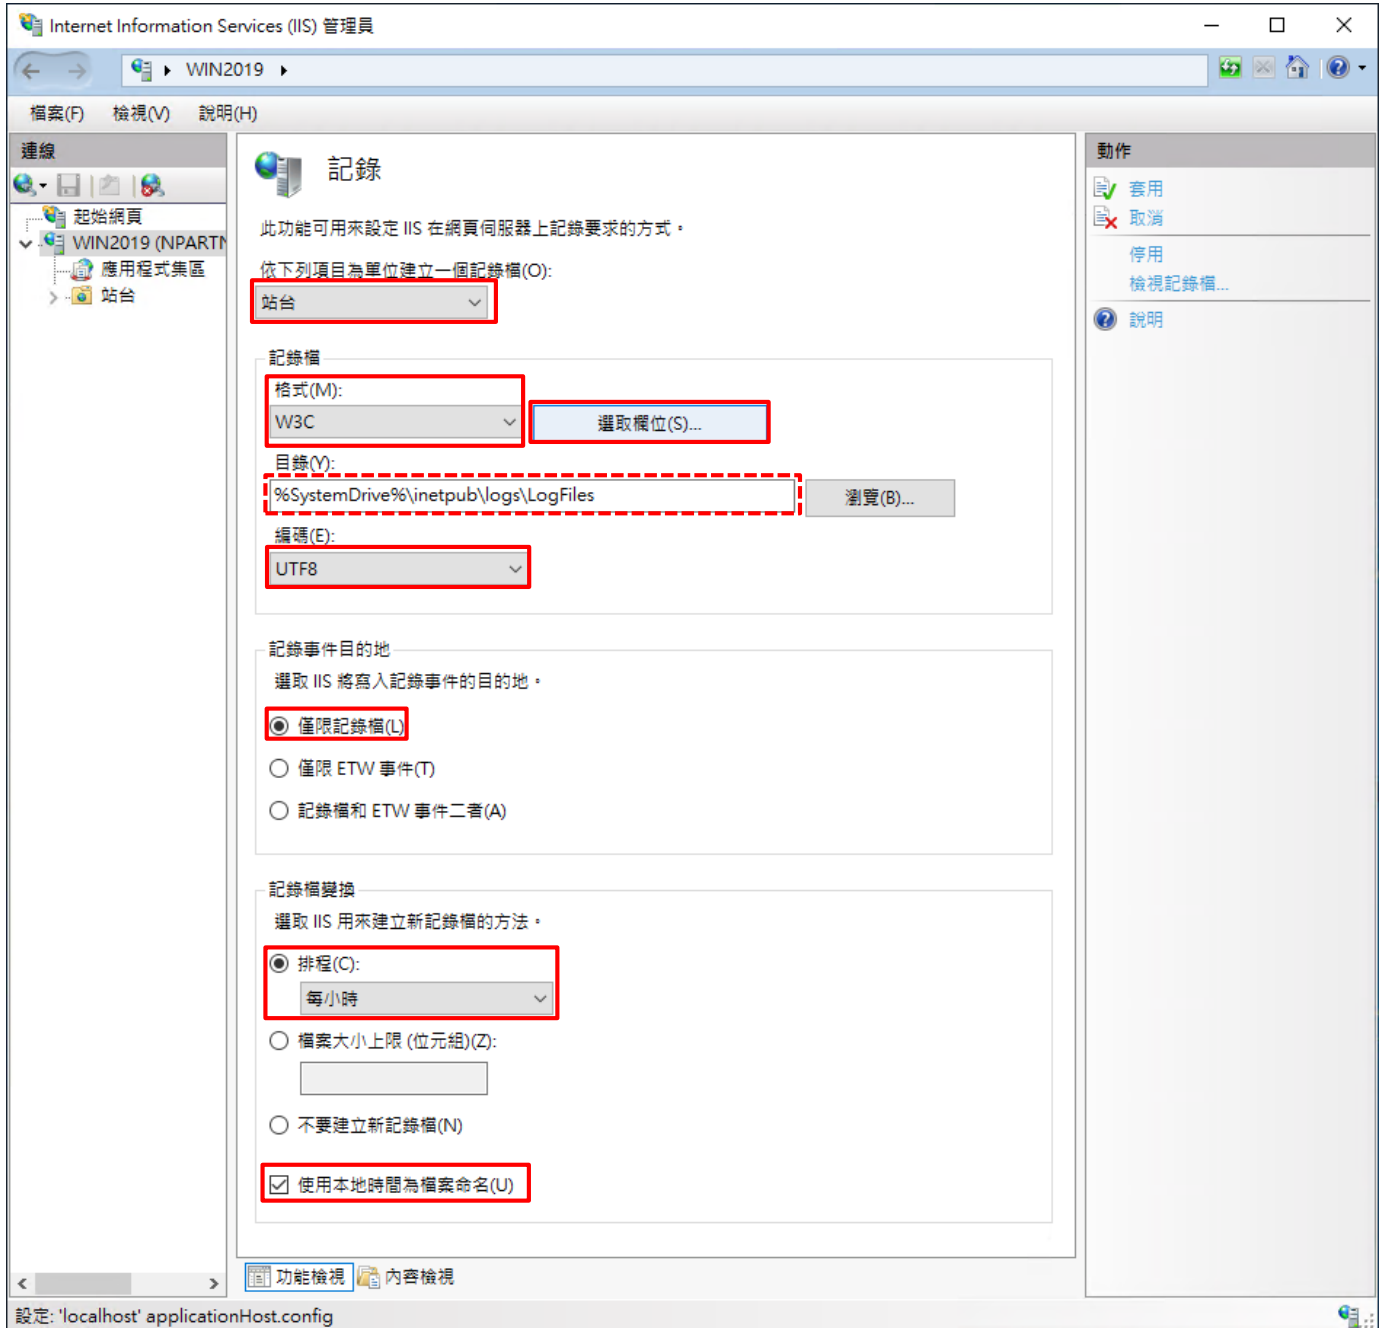 Internet Information Services (IIS) 管理員
WIN2019
檔案(F) 檢視(V) 說明(H)
連線
起始網頁
WIN2019 (NPARTN
應用程式集區
站台
記錄
此功能可用來設定 IIS 在網頁伺服器上記錄要求的方式。
依下列項目為單位建立一個記錄檔(O):
站台
記錄檔
格式(M):
W3C
選取欄位(S)...
目錄(Y):
%SystemDrive%\inetpub\logs\LogFiles
瀏覽(B)...
編碼(E):
UTF8
記錄事件目的地
選取 IIS 將寫入記錄事件的目的地。
僅限記錄檔(L)
僅限 ETW 事件(T)
記錄檔和 ETW 事件二者(A)
記錄檔變換
選取 IIS 用來建立新記錄檔的方法。
排程(C):
每小時
檔案大小上限 (位元組)(Z):
不要建立新記錄檔(N)
使用本地時間為檔案命名(U)
功能檢視 內容檢視
動作
套用
取消
停用
檢視記錄檔...
說明
設定: 'localhost' applicationHost.config